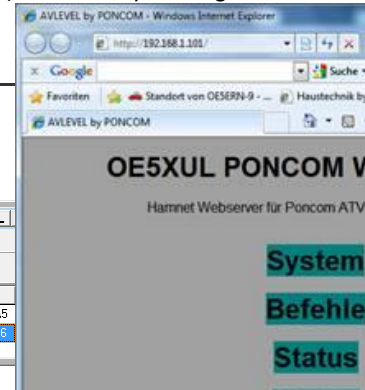 AVLEVEL by PONCOM - Windows Internet Explorer
http://192.168.1.101/
x Google
Suche
Favoriten
Standort von OE5ERN-9 - ...
Haustechnik by
AVLEVEL by PONCOM
OE5XUL PONCOM
Hamnet Webserver für Poncom ATV
System
Befehle
Status